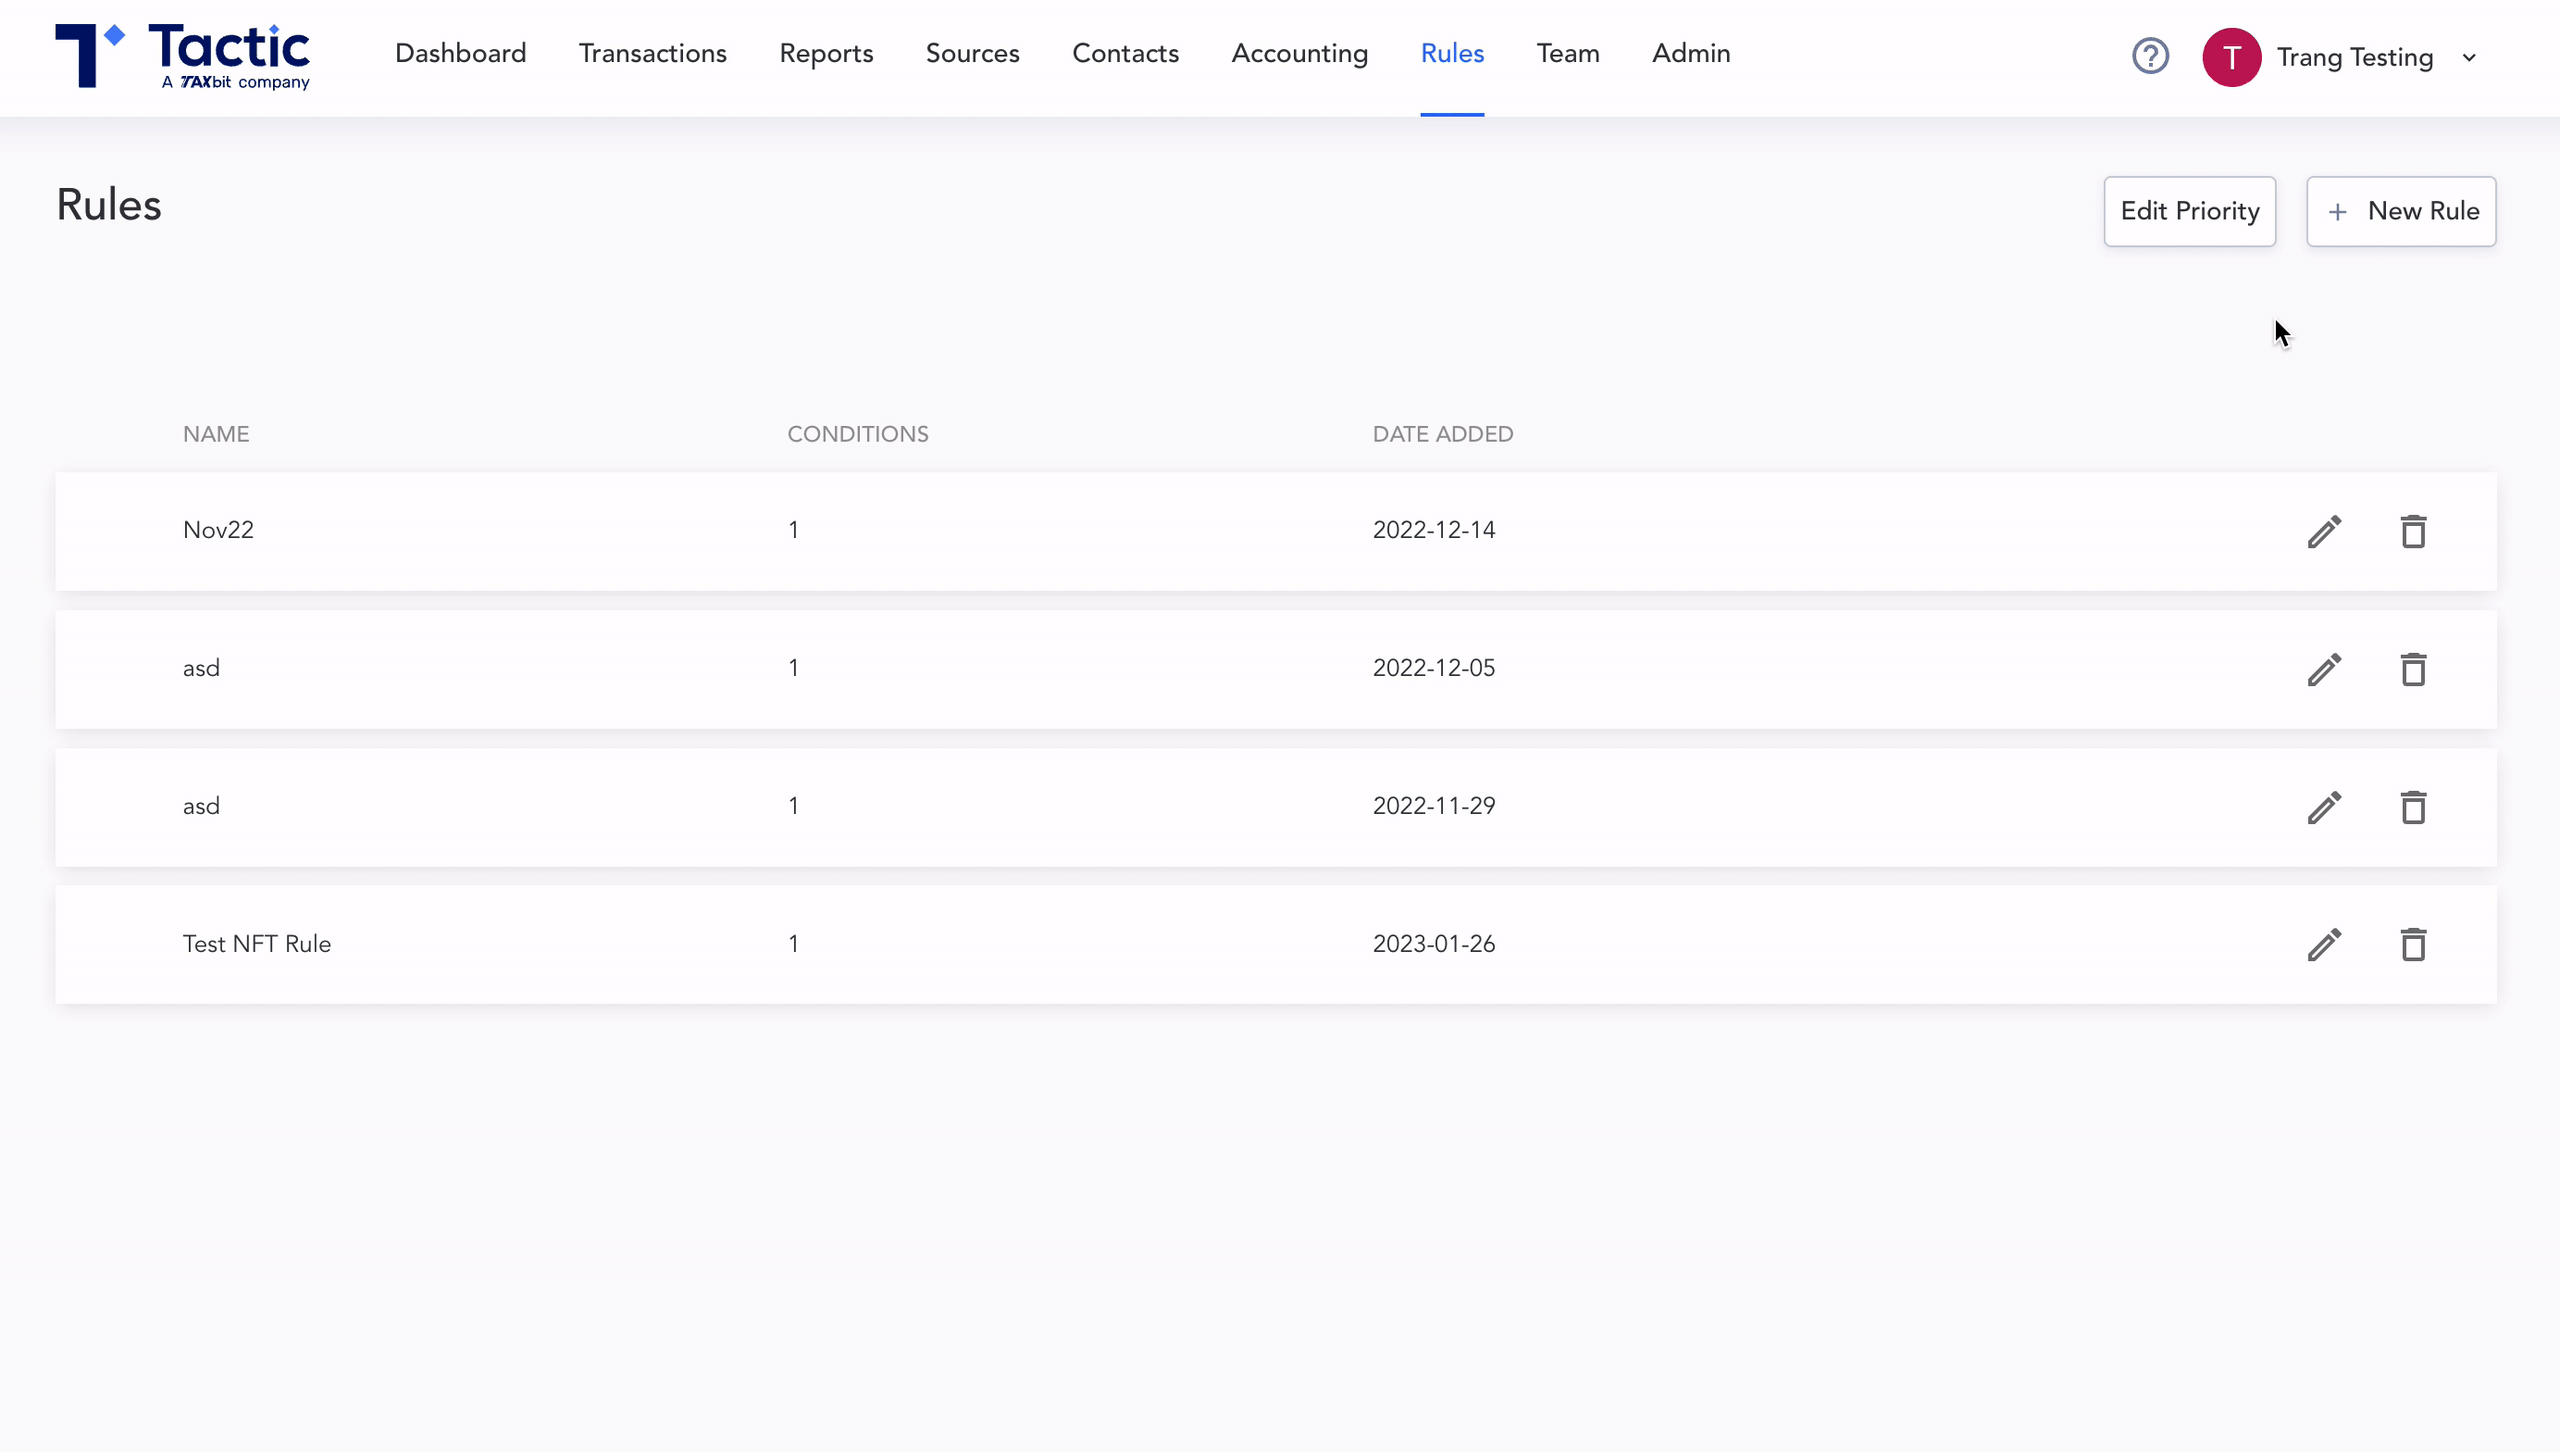 Tactic
A TAXbit company
Dashboard Transactions Reports Sources Contacts Accounting Rules Team Admin
T Trang Testing
Rules
Edit Priority
+ New Rule
NAME CONDITIONS DATE ADDED
Nov22 1 2022-12-14
asd 1 2022-12-05
asd 1 2022-11-29
Test NFT Rule 1 2023-01-26